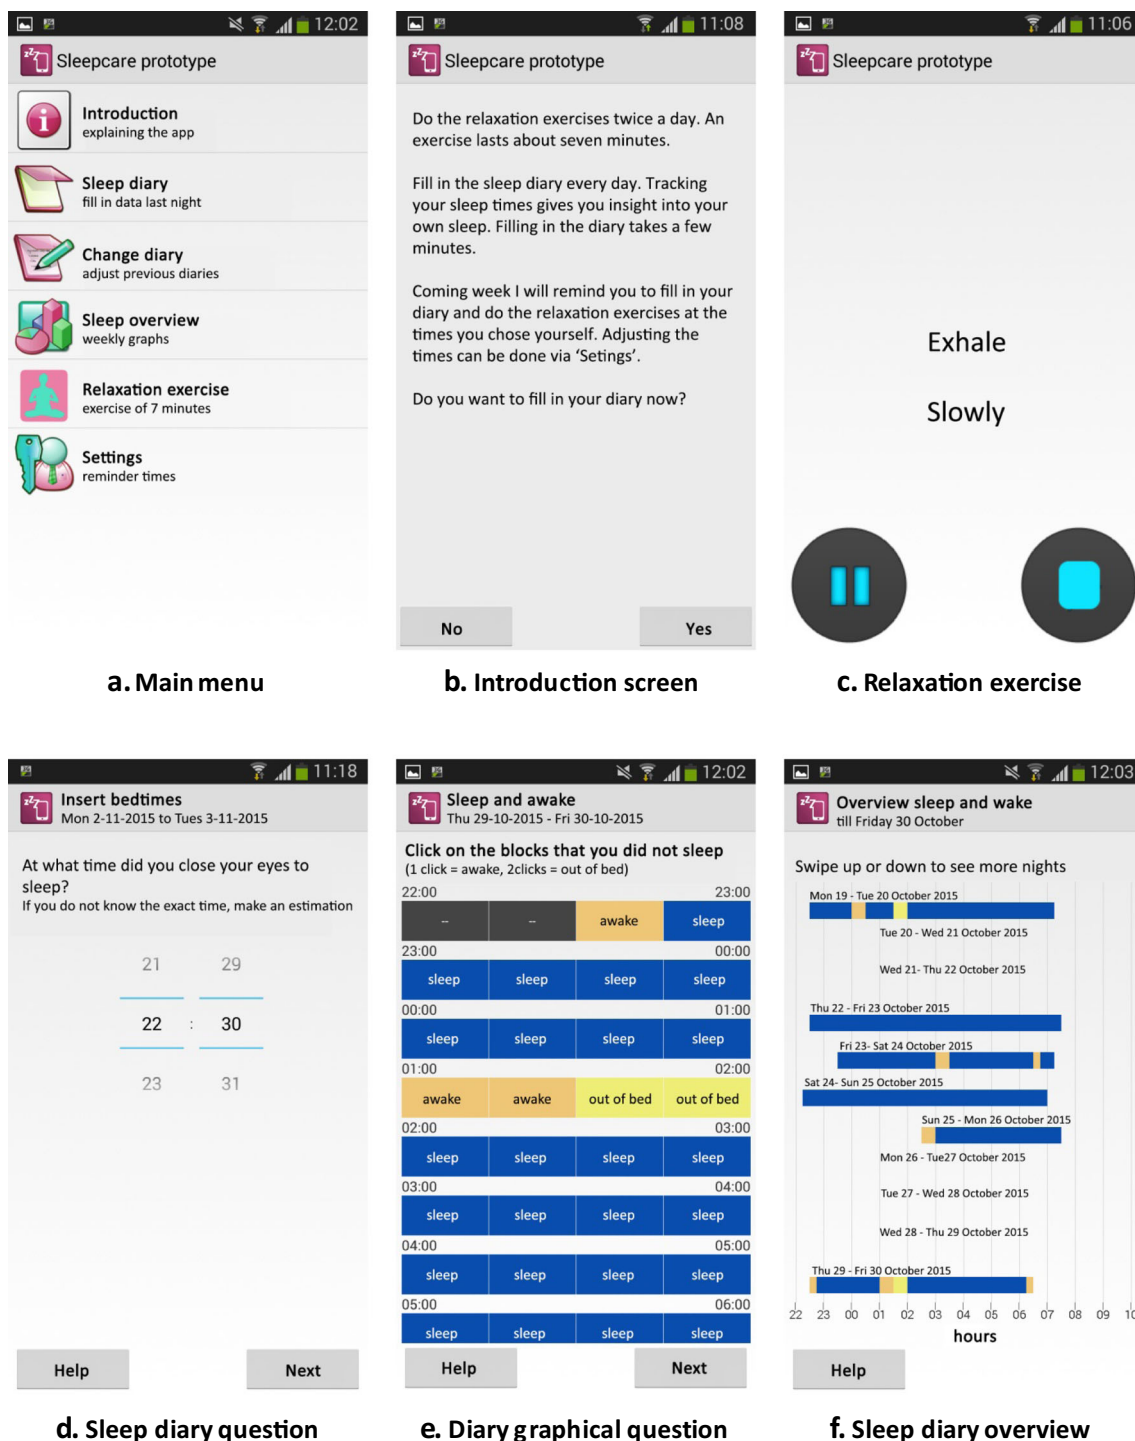 12:02
Sleepcare prototype
Introduction
explaining the app
Sleep diary
fill in data last night
Change diary
adjust previous diaries
Sleep overview
weekly graphs
Relaxation exercise
exercise of 7 minutes
Settings
reminder times
a. Main menu
11:08
Sleepcare prototype
Do the relaxation exercises twice a day. An
exercise lasts about seven minutes.
Fill in the sleep diary every day. Tracking
your sleep times gives you insight into your
own sleep. Filling in the diary takes a few
minutes.
Coming week I will remind you to fill in your
diary and do the relaxation exercises at the
times you chose yourself. Adjusting the
times can be done via ‘Setings’.
Do you want to fill in your diary now?
No Yes
b. Introduction screen
11:06
Sleepcare prototype
Exhale
Slowly
c. Relaxation exercise
11:18
Insert bedtimes
Mon 2-11-2015 to Tues 3-11-2015
At what time did you close your eyes to
sleep?
If you do not know the exact time, make an estimation
21 29
22 : 30
23 31
Help Next
d. Sleep diary question
12:02
Sleep and awake
Thu 29-10-2015 - Fri 30-10-2015
Click on the blocks that you did not sleep
(1 click = awake, 2clicks = out of bed)
22:00 23:00
-- -- awake sleep
23:00 00:00
sleep sleep sleep sleep
00:00 01:00
sleep sleep sleep sleep
01:00 02:00
awake awake out of bed out of bed
02:00 03:00
sleep sleep sleep sleep
03:00 04:00
sleep sleep sleep sleep
04:00 05:00
sleep sleep sleep sleep
05:00 06:00
sleep sleep sleep sleep
Help Next
e. Diary graphical question
12:03
Overview sleep and wake
till Friday 30 October
Swipe up or down to see more nights
Mon 19 - Tue 20 October 2015
Tue 20 - Wed 21 October 2015
Wed 21- Thu 22 October 2015
Thu 22 - Fri 23 October 2015
Fri 23- Sat 24 October 2015
Sat 24- Sun 25 October 2015
Sun 25 - Mon 26 October 2015
Mon 26 - Tue27 October 2015
Tue 27 - Wed 28 October 2015
Wed 28 - Thu 29 October 2015
Thu 29 - Fri 30 October 2015
22 23 00 01 02 03 04 05 06 07 08 09
hours
Help
f. Sleep diary overview